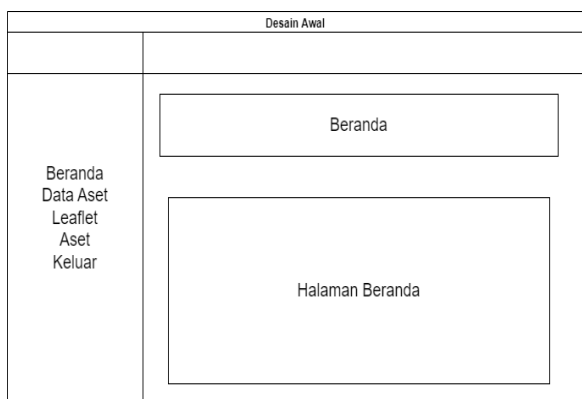 Desain Awal
Beranda
Data Aset
Leaflet
Aset
Keluar
Beranda
Halaman Beranda